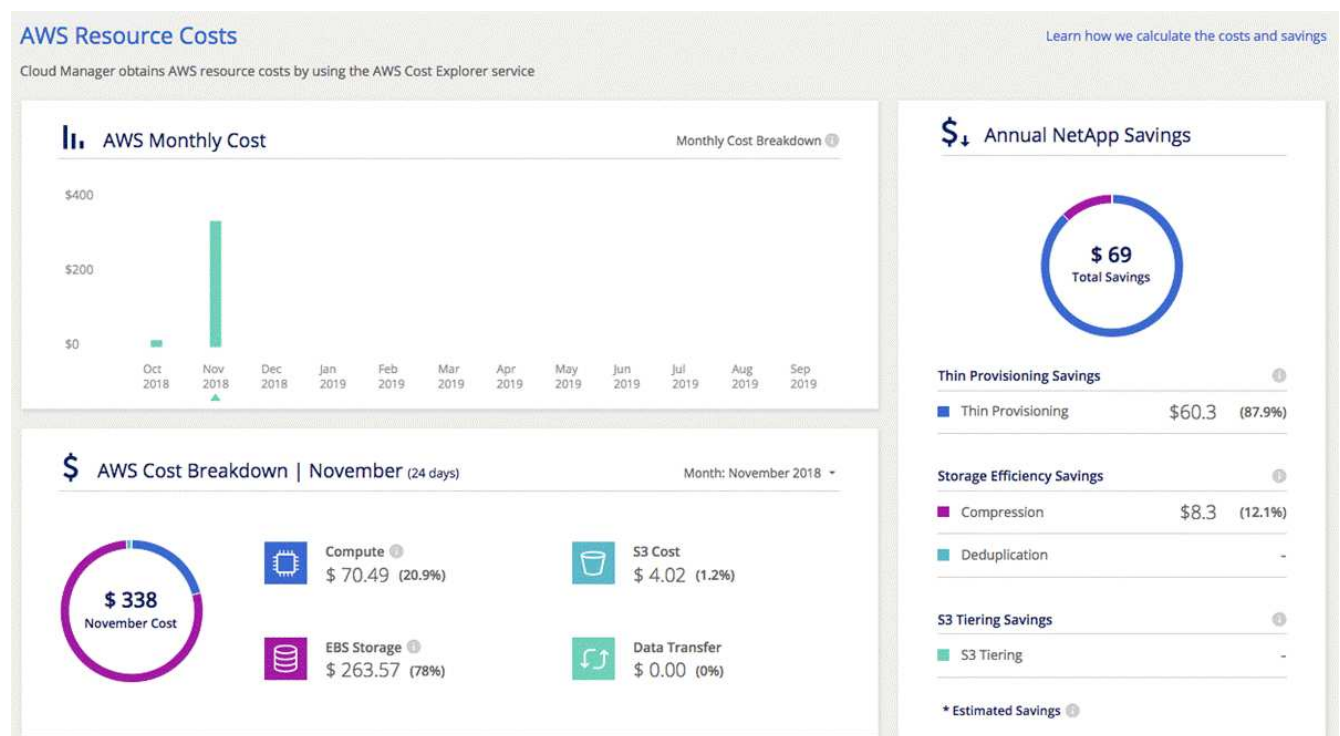 AWS Resource Costs
Learn how we calculate the costs and savings
Cloud Manager obtains AWS resource costs by using the AWS Cost Explorer service
AWS Monthly Cost
Monthly Cost Breakdown
$400
$200
$0
Oct Nov Dec Jan Feb Mar Apr May Jun Jul Aug Sep
2018 2018 2018 2019 2019 2019 2019 2019 2019 2019 2019 2019
AWS Cost Breakdown | November (24 days)
Month: November 2018
$ 338
November Cost
Compute
$ 70.49 (20.9%)
S3 Cost
$ 4.02 (1.2%)
EBS Storage
$ 263.57 (78%)
Data Transfer
$ 0.00 (0%)
Annual NetApp Savings
$ 69
Total Savings
Thin Provisioning Savings
Thin Provisioning $60.3 (87.9%)
Storage Efficiency Savings
Compression $8.3 (12.1%)
Deduplication -
S3 Tiering Savings
S3 Tiering -
* Estimated Savings